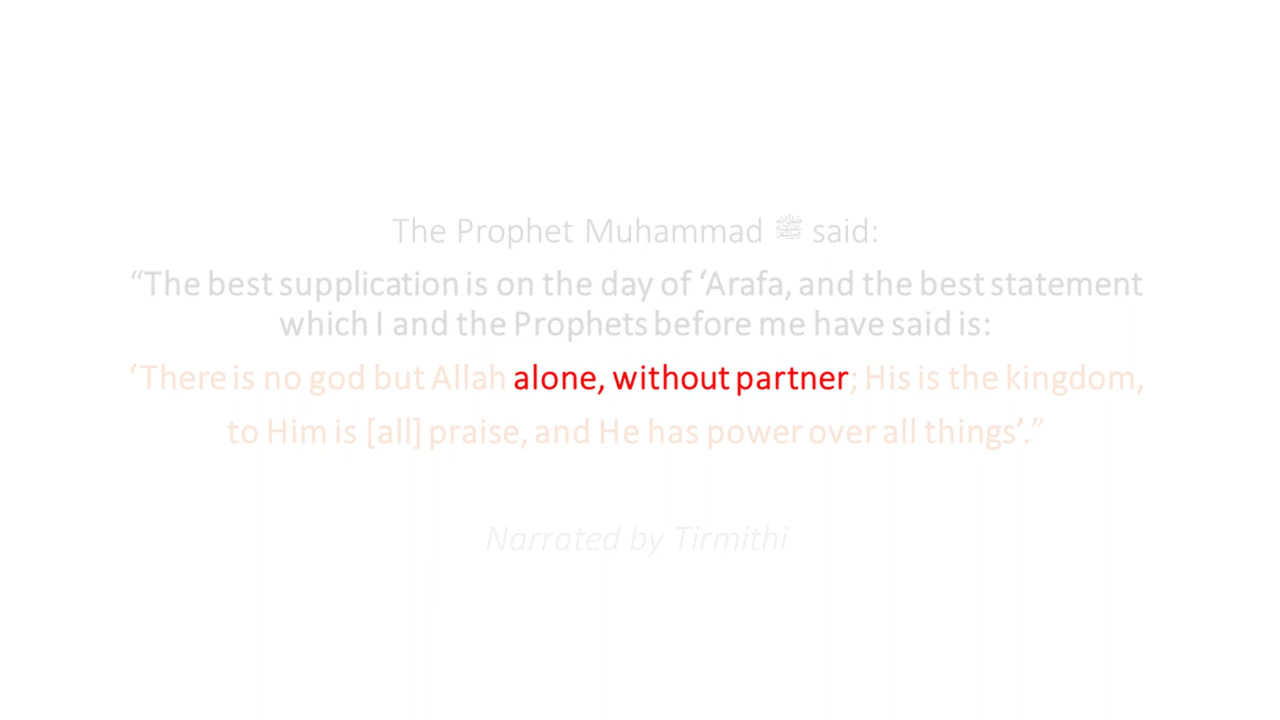 The Prophet Muhammad ﷺ said:
“The best supplication is on the day of ‘Arafa, and the best statement
which I and the Prophets before me have said is:
‘There is no god but Allah alone, without partner; His is the kingdom,
to Him is [all] praise, and He has power over all things’.”
Narrated by Tirmithi